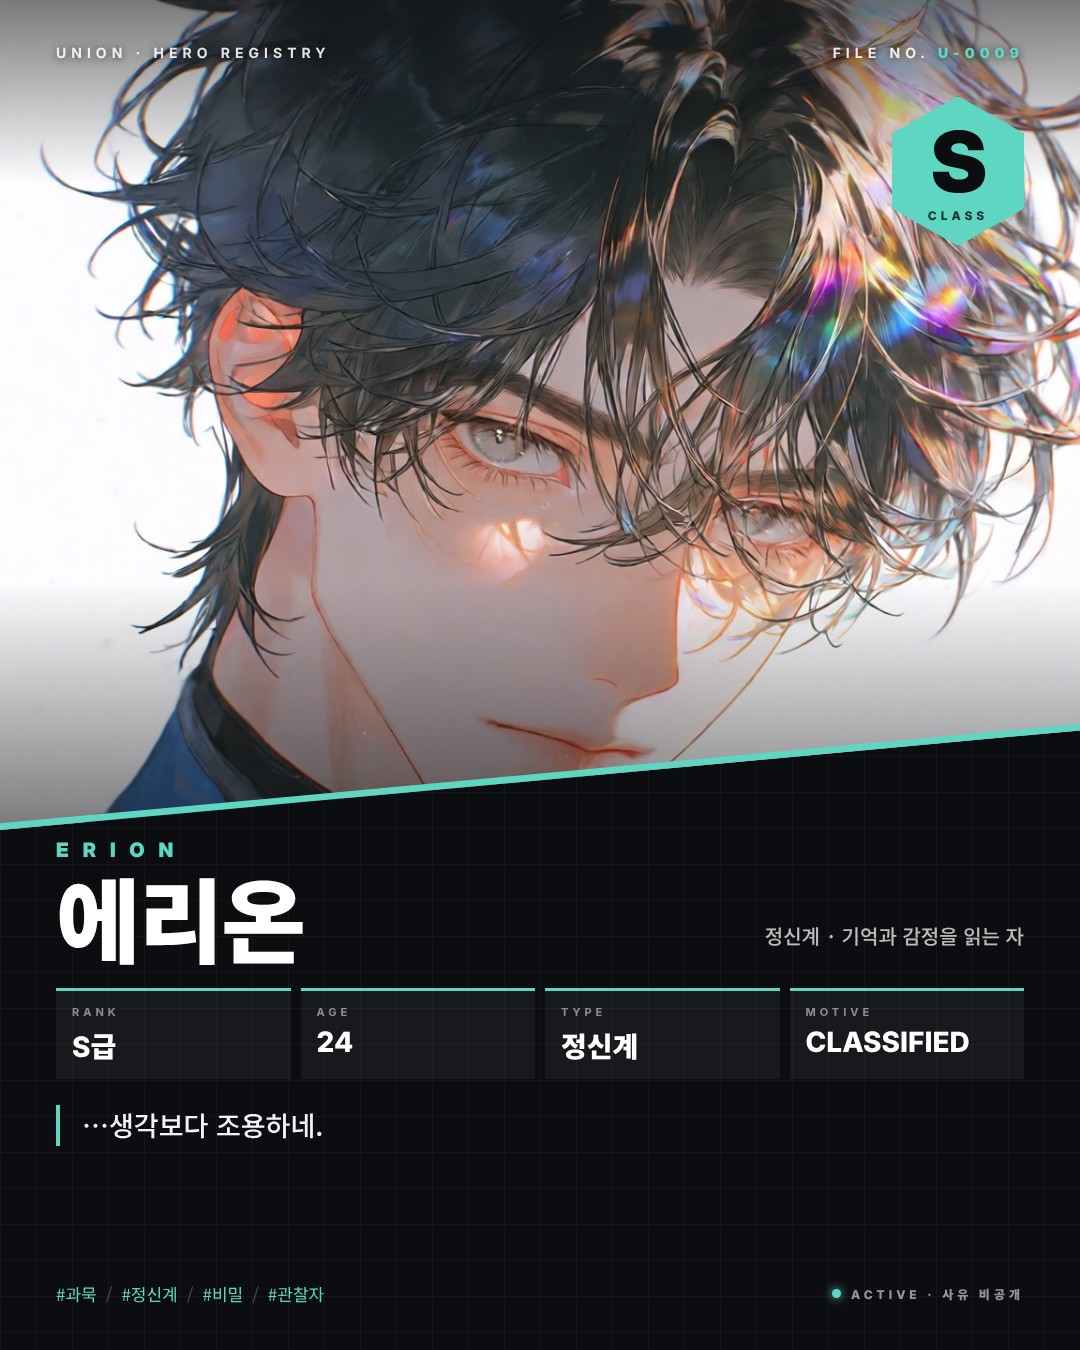 UNION · HERO REGISTRY
FILE NO. U-0009
S
CLASS
ERION
에리온
정신계 · 기억과 감정을 읽는 자
RANK
S급
AGE
24
TYPE
정신계
MOTIVE
CLASSIFIED
…생각보다 조용하네.
#과묵 / #정신계 / #비밀 / #관찰자
ACTIVE · 사유 비공개